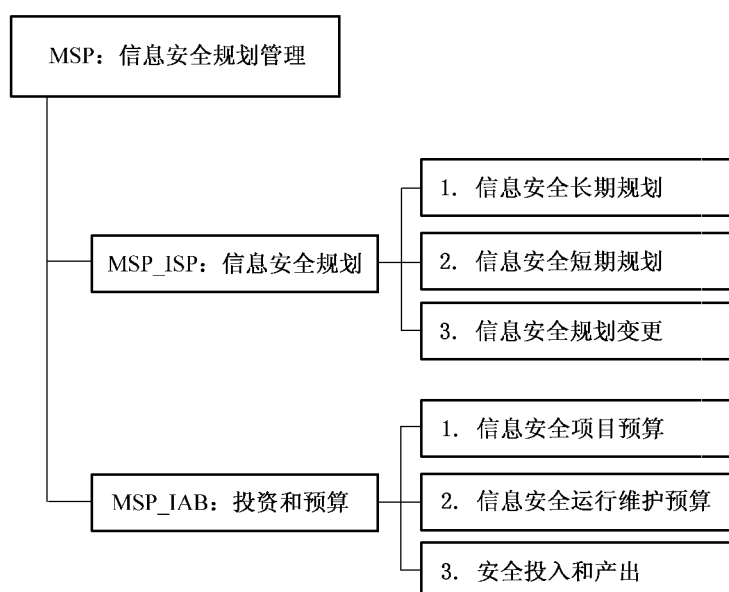 MSP：信息安全规划管理
MSP_ISP：信息安全规划
1. 信息安全长期规划
2. 信息安全短期规划
3. 信息安全规划变更
MSP_IAB：投资和预算
1. 信息安全项目预算
2. 信息安全运行维护预算
3. 安全投入和产出